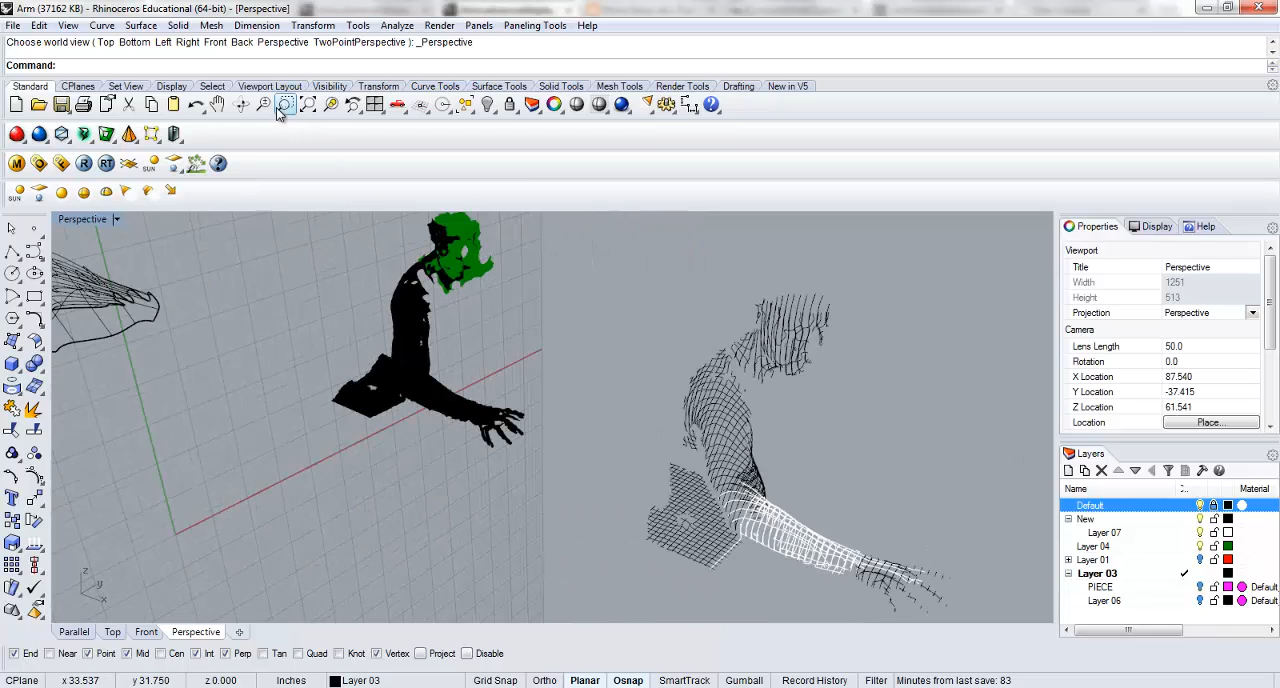 Arm (37162 KB) - Rhinoceros Educational (64-bit) - [Perspective]
File Edit View Curve Surface Solid Mesh Dimension Transform Tools Analyze Render Panels Paneling Tools Help
Choose world view ( Top Bottom Left Right Front Back Perspective TwoPointPerspective ): _Perspective
Command:
Standard CPlanes Set View Display Select Viewport Layout Visibility Transform Curve Tools Surface Tools Solid Tools Mesh Tools Render Tools Drafting New in V5
M O F R RT SUN
SUN
Perspective
Properties Display Help
Viewport
Title Perspective
Width 1251
Height 513
Projection Perspective
Camera
Lens Length 50.0
Rotation 0.0
X Location 87.540
Y Location -37.415
Z Location 61.541
Location Place...
Layers
Name Material
Default
New
Layer 07
Layer 04
Layer 01
Layer 03
PIECE Default
Layer 06 Default
z y x
Parallel Top Front Perspective
End Near Point Mid Cen Int Perp Tan Quad Knot Vertex Project Disable
CPlane x 33.537 y 31.750 z 0.000 Inches Layer 03 Grid Snap Ortho Planar Osnap SmartTrack Gumball Record History Filter Minutes from last save: 83